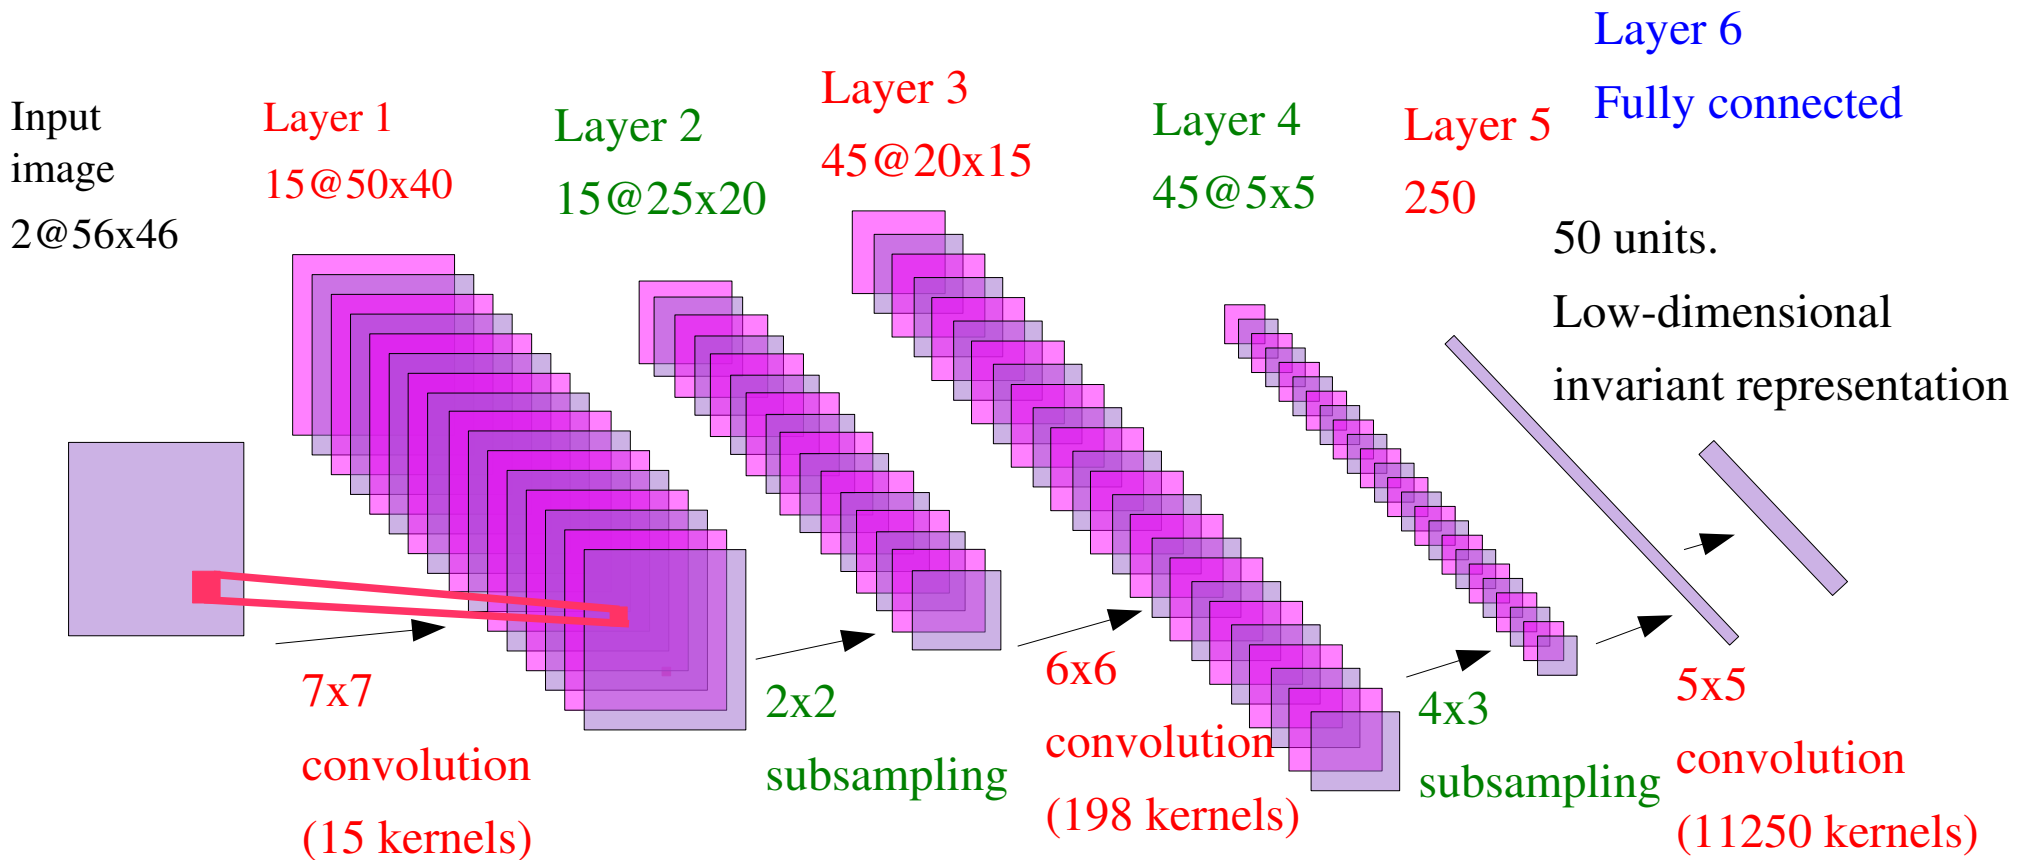 Input
image
2@56x46
Layer 1
15@50x40
Layer 2
15@25x20
Layer 3
45@20x15
Layer 4
45@5x5
Layer 5
250
Layer 6
Fully connected
50 units.
Low-dimensional
invariant representation
7x7
convolution
(15 kernels)
2x2
subsampling
6x6
convolution
(198 kernels)
4x3
subsampling
5x5
convolution
(11250 kernels)